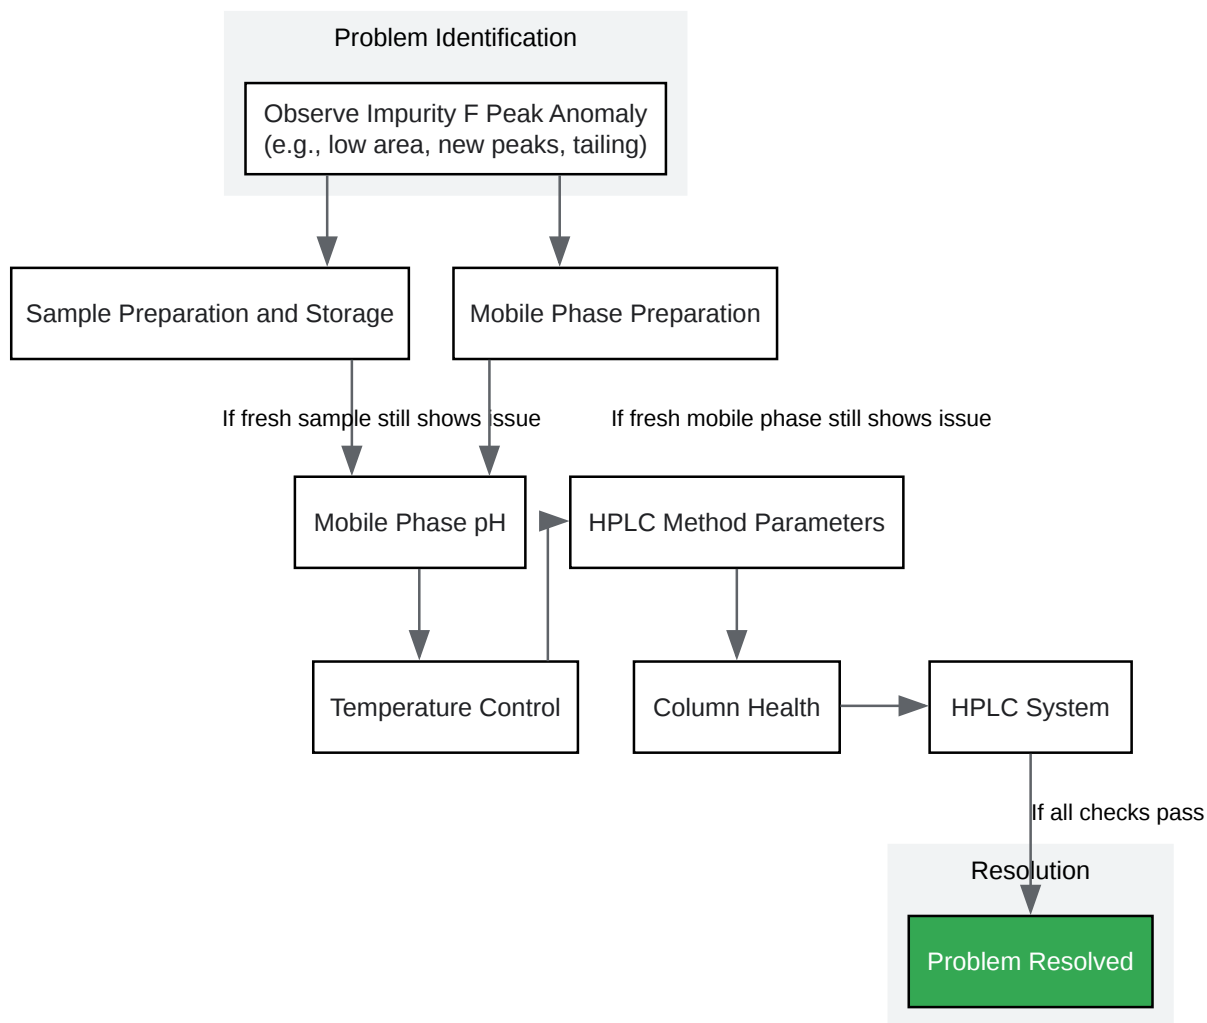 Problem Identification
Observe Impurity F Peak Anomaly
(e.g., low area, new peaks, tailing)
Sample Preparation and Storage
Mobile Phase Preparation
If fresh sample still shows issue
If fresh mobile phase still shows issue
Mobile Phase pH
HPLC Method Parameters
Temperature Control
Column Health
HPLC System
If all checks pass
Resolution
Problem Resolved